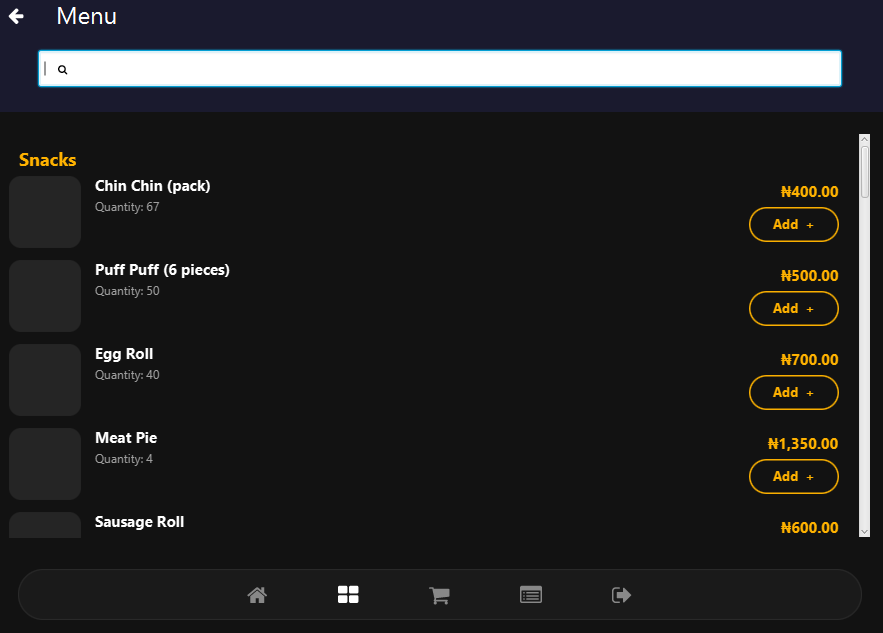 Menu
Snacks
Chin Chin (pack)
Quantity: 67
₦400.00
Add +
Puff Puff (6 pieces)
Quantity: 50
₦500.00
Add +
Egg Roll
Quantity: 40
₦700.00
Add +
Meat Pie
Quantity: 4
₦1,350.00
Add +
Sausage Roll
₦600.00